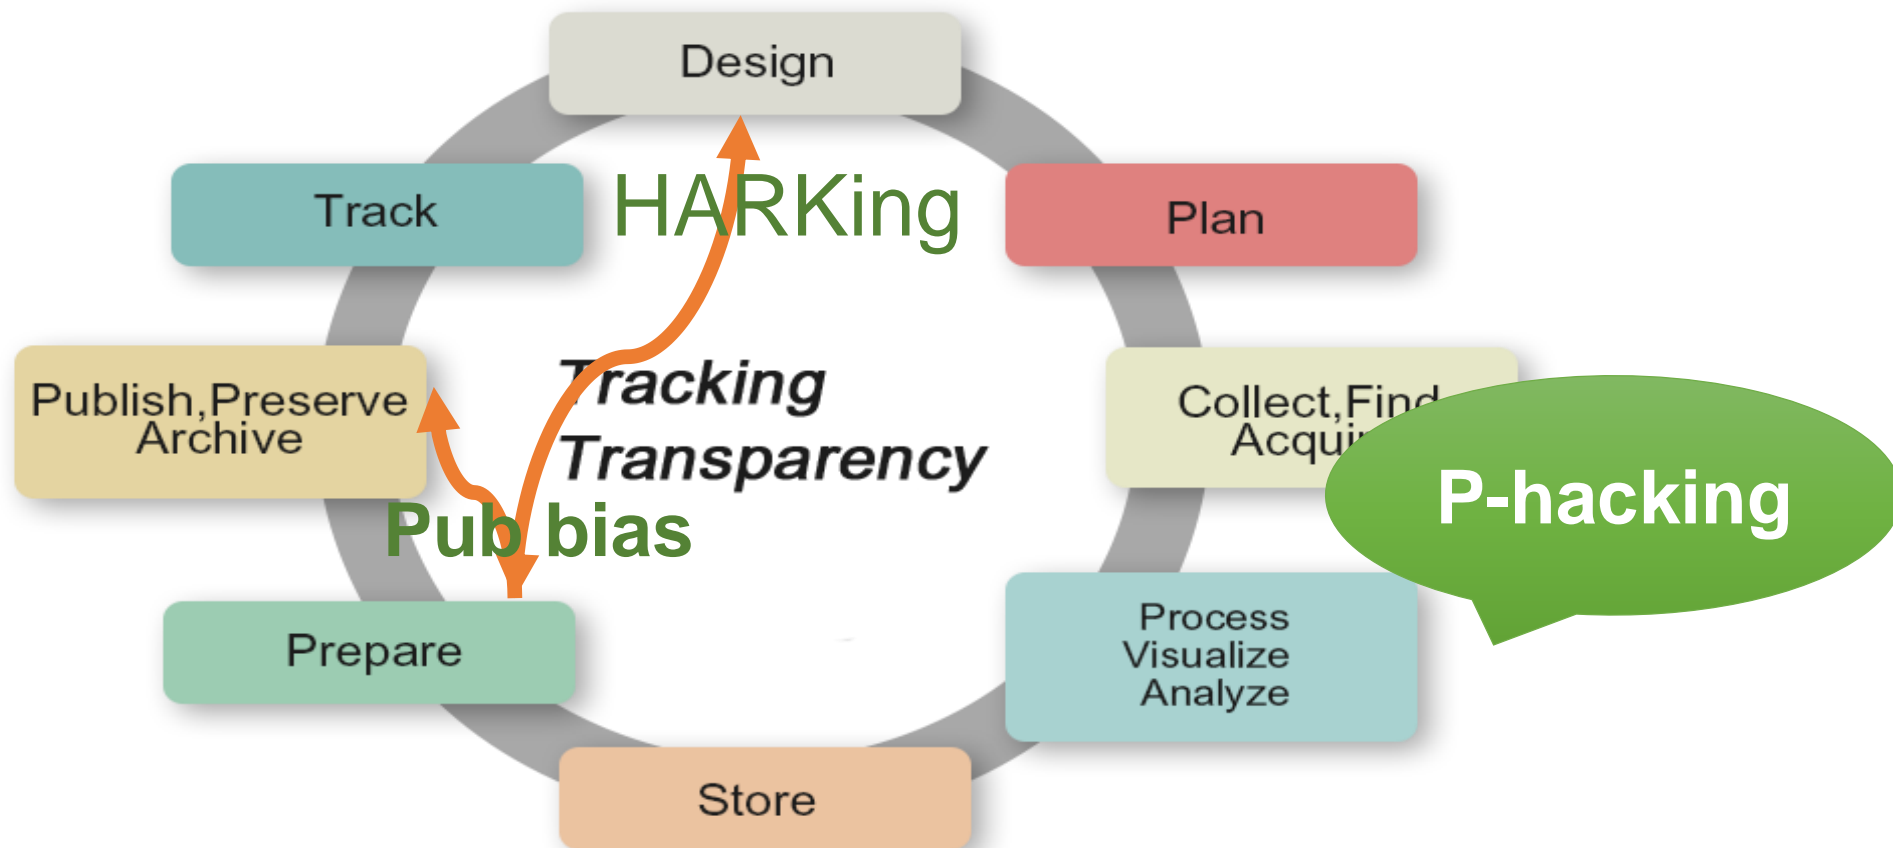 Design
Track
HARKing
Plan
Tracking
Transparency
Publish,Preserve
Archive
Collect,Find
P-hacking
Pub bias
Prepare
Process
Visualize
Analyze
Store